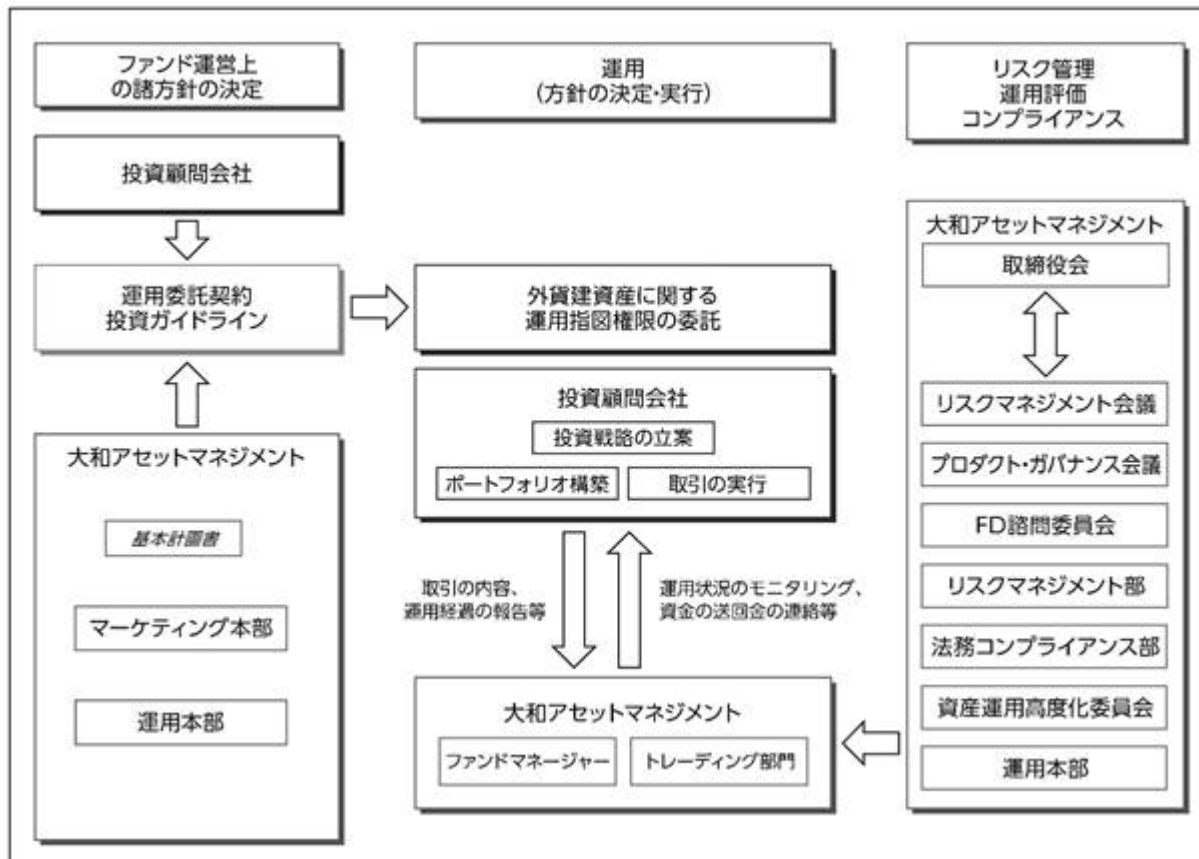 ファンド運営上
の諸方針の決定
投資顧問会社
運用委託契約
投資ガイドライン
大和アセットマネジメント
基本計画書
マーケティング本部
運用本部
運用
(方針の決定・実行)
外貨建資産に関する
運用指図権限の委託
投資顧問会社
投資戦略の立案
ポートフォリオ構築
取引の実行
取引の内容、
運用経過の報告等
運用状況のモニタリング、
資金の送回金の連絡等
大和アセットマネジメント
ファンドマネージャー
トレーディング部門
リスク管理
運用評価
コンプライアンス
大和アセットマネジメント
取締役会
リスクマネジメント会議
プロダクト・ガバナンス会議
FD諮問委員会
リスクマネジメント部
法務コンプライアンス部
資産運用高度化委員会
運用本部